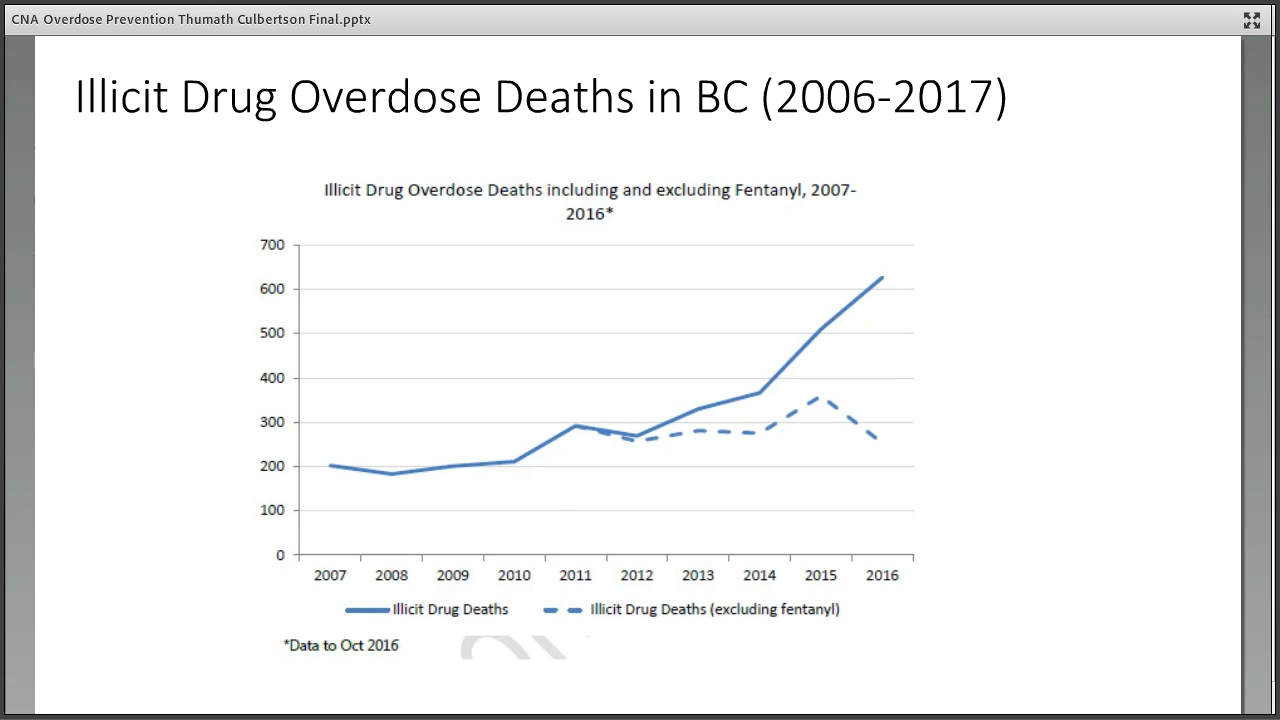 CNA Overdose Prevention Thumath Culbertson Final.pptx
Illicit Drug Overdose Deaths in BC (2006-2017)
Illicit Drug Overdose Deaths including and excluding Fentanyl, 2007-
2016*
700
600
500
400
300
200
100
0
2007 2008 2009 2010 2011 2012 2013 2014 2015 2016
Illicit Drug Deaths Illicit Drug Deaths (excluding fentanyl)
*Data to Oct 2016